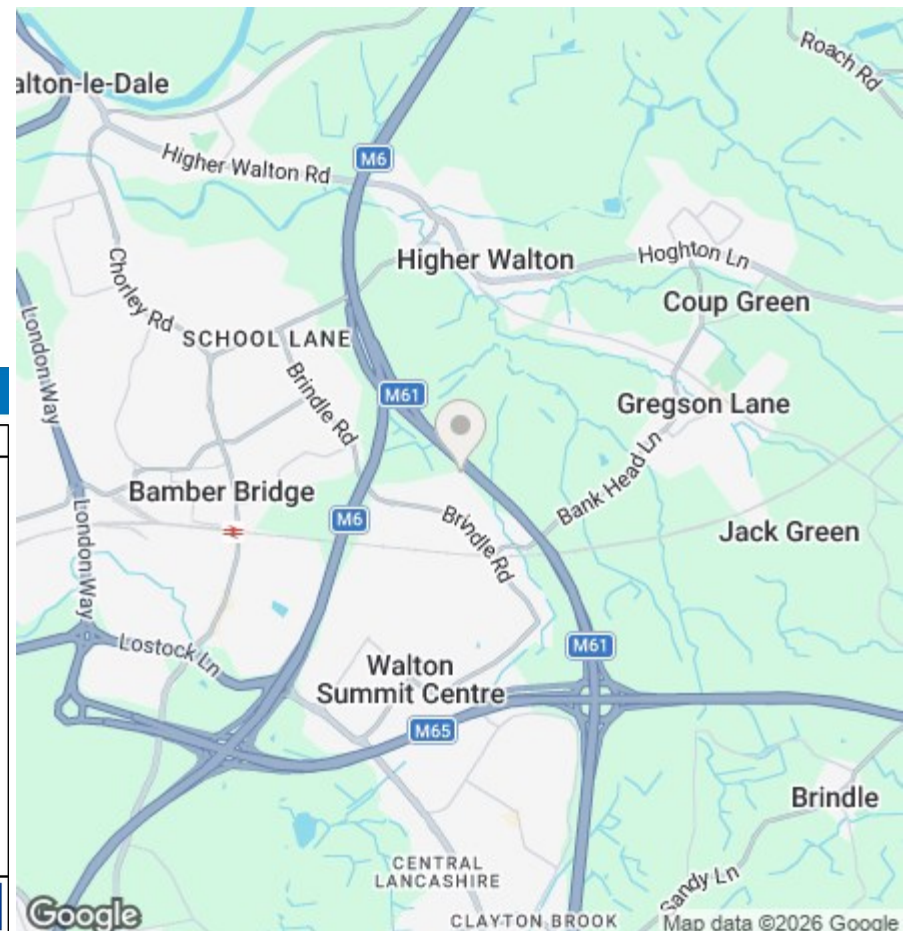 Roach Rd
alton-le-Dale
M6
Higher Walton Rd
Higher Walton
Hoghton Ln
Chorley Rd
Coup Green
London Way
SCHOOL LANE
Brindle Rd
M61
Gregson Lane
Bank Head Ln
Bamber Bridge
M6
Brindle Rd
Jack Green
London Way
Lostock Ln
M61
Walton
Summit Centre
M65
Brindle
CENTRAL
LANCASHIRE
Sandy Ln
Google
CLAYTON BROOK
Map data ©2026 Google